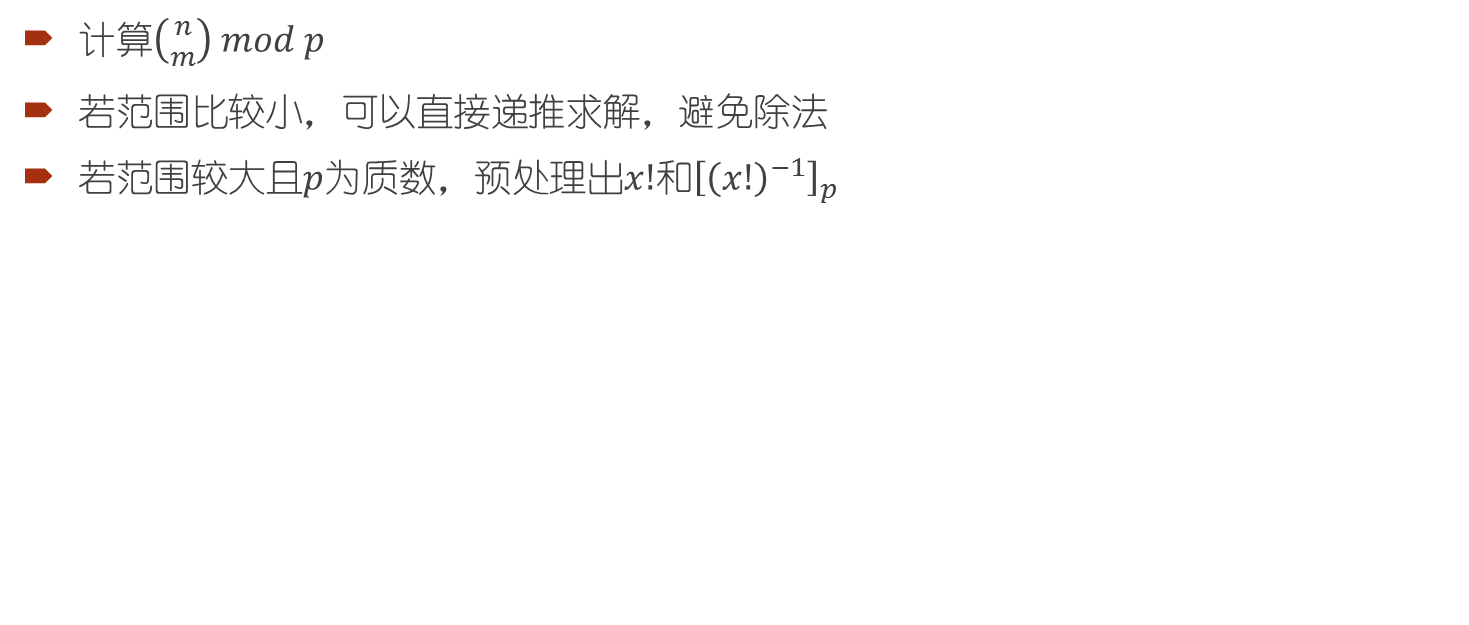 计算(n m) mod p
若范围比较小，可以直接递推求解，避免除法
若范围较大且p为质数，预处理出x!和[(x!)⁻¹]ₚ